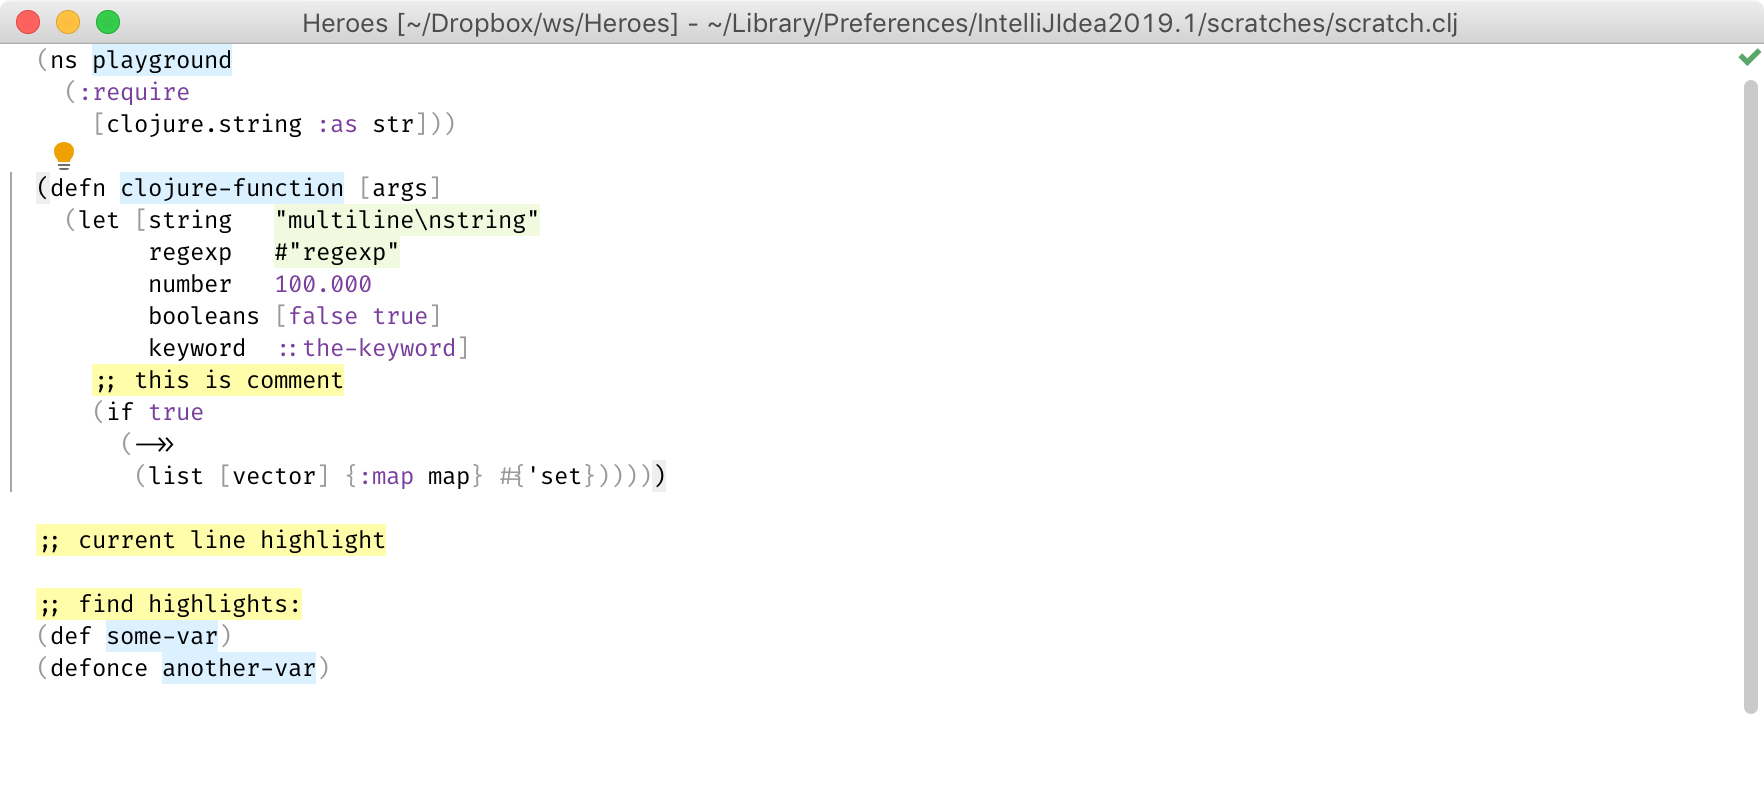 Heroes [~/Dropbox/ws/Heroes] - ~/Library/Preferences/IntelliJIdea2019.1/scratches/scratch.clj
(ns playground
  (:require
    [clojure.string :as str]))

(defn clojure-function [args]
  (let [string   "multiline\nstring"
        regexp   #"regexp"
        number   100.000
        booleans [false true]
        keyword  ::the-keyword]
    ;; this is comment
    (if true
      (->>
       (list [vector] {:map map} #{'set})))))

;; current line highlight

;; find highlights:
(def some-var)
(defonce another-var)